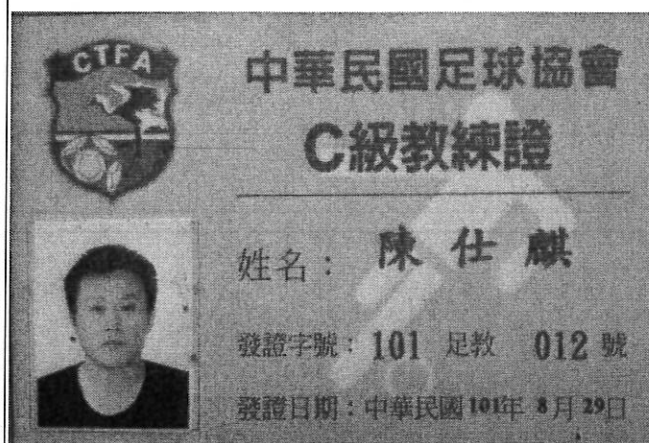 CTFA
中華民國足球協會
C級教練證
姓名：陳仕麒
發證字號：101 足教 012 號
發證日期：中華民國101年 8月 29日